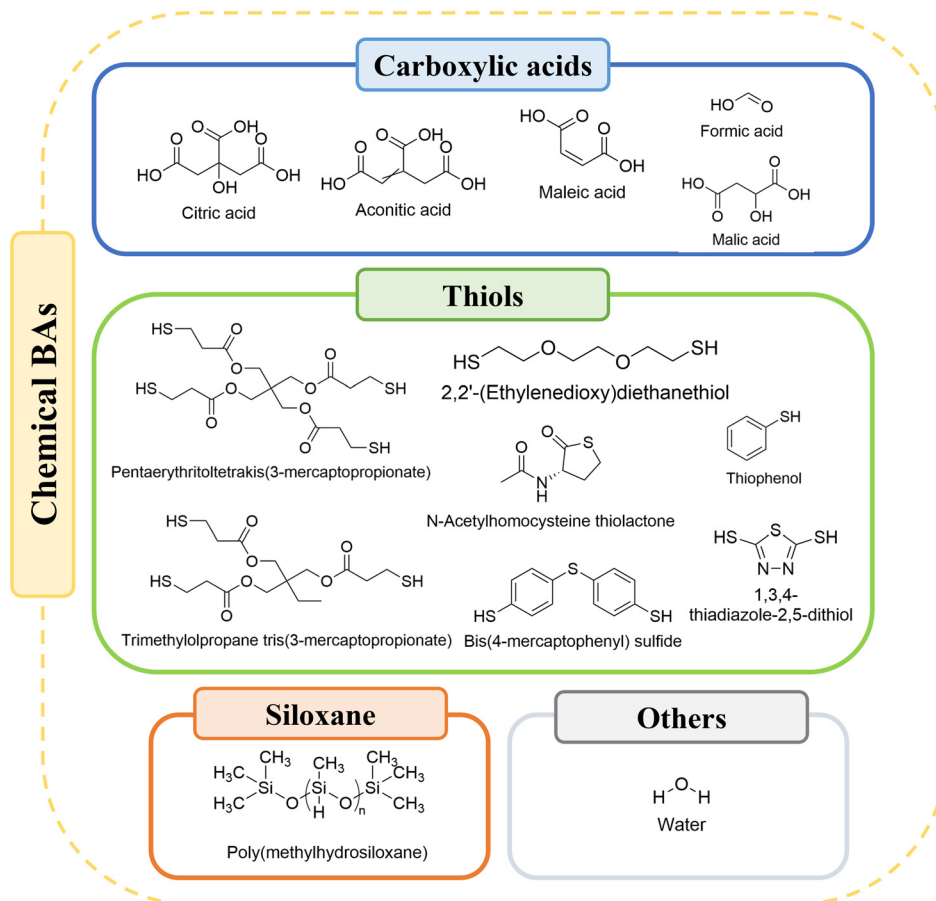 Chemical BAs
Carboxylic acids
O
OH
O
O
HO
OH
OH
Citric acid
O
OH
O
O
HO
OH
Aconitic acid
HO
O
O
OH
Maleic acid
HO
O
Formic acid
HO
O
O
OH
OH
Malic acid
Thiols
HS
O
O
O
HS
O
O
SH
O
O
O
SH
Pentaerythritoltetrakis(3-mercaptopropionate)
HS
O
O
SH
2,2'-(Ethylenedioxy)diethanethiol
O
S
O
N
H
N-Acetylhomocysteine thiolactone
SH
Thiophenol
HS
O
O
O
HS
O
O
SH
O
Trimethylolpropane tris(3-mercaptopropionate)
S
HS
SH
Bis(4-mercaptophenyl) sulfide
HS
S
SH
N
N
1,3,4-
thiadiazole-2,5-dithiol
Siloxane
CH3
CH3
CH3
H3C
Si
Si
Si
CH3
H3C
O
H
O
n
CH3
Poly(methylhydrosiloxane)
Others
O
H
H
Water